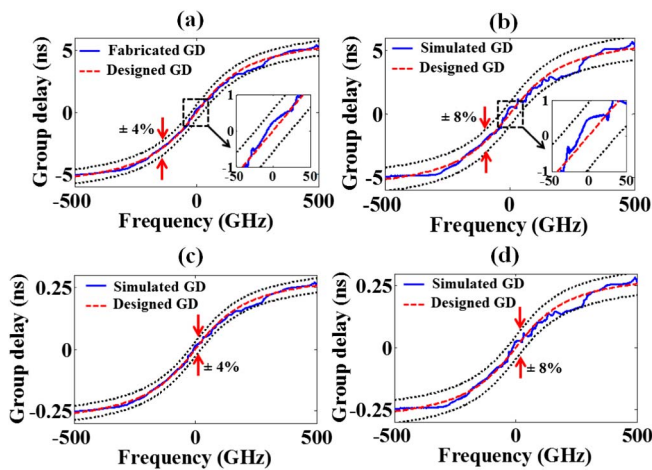 (a)
Group delay (ns)
5
0
-5
Fabricated GD
Designed GD
± 4%
1
0
-1
-50
0
50
-500
0
500
Frequency (GHz)
(b)
Group delay (ns)
5
0
-5
Simulated GD
Designed GD
± 8%
1
0
-1
-50
0
50
-500
0
500
Frequency (GHz)
(c)
Group delay (ns)
0.25
0
-0.25
Simulated GD
Designed GD
± 4%
-500
0
500
Frequency (GHz)
(d)
Group delay (ns)
0.25
0
-0.25
Simulated GD
Designed GD
± 8%
-500
0
500
Frequency (GHz)